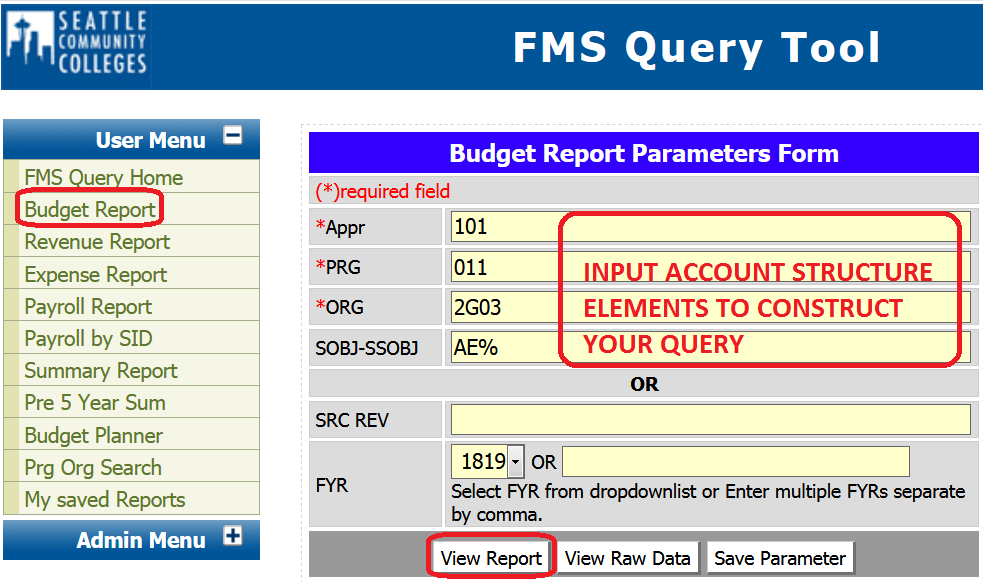 SEATTLE
COMMUNITY
COLLEGES
FMS Query Tool
User Menu
FMS Query Home
Budget Report
Revenue Report
Expense Report
Payroll Report
Payroll by SID
Summary Report
Pre 5 Year Sum
Budget Planner
Prg Org Search
My saved Reports
Admin Menu
Budget Report Parameters Form
(*)required field
*Appr 101
*PRG 011
*ORG 2G03
SOBJ-SSOBJ AE%
INPUT ACCOUNT STRUCTURE
ELEMENTS TO CONSTRUCT
YOUR QUERY
OR
SRC REV
FYR 1819 OR
Select FYR from dropdownlist or Enter multiple FYRs separate
by comma.
View Report View Raw Data Save Parameter